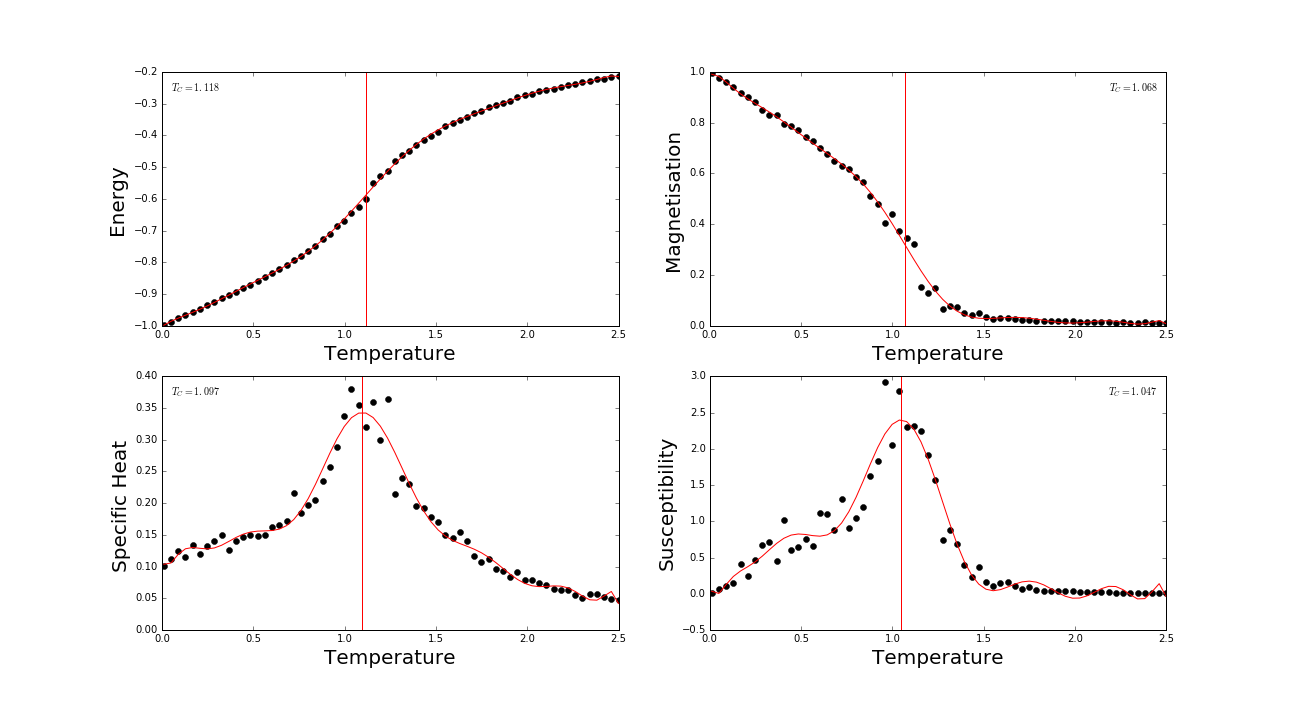 Energy
−0.2
−0.3
−0.4
−0.5
−0.6
−0.7
−0.8
−0.9
−1.0
T_C = 1.118
0.0 0.5 1.0 1.5 2.0 2.5
Temperature
Magnetisation
1.0
0.8
0.6
0.4
0.2
0.0
T_C = 1.068
0.0 0.5 1.0 1.5 2.0 2.5
Temperature
Specific Heat
0.40
0.35
0.30
0.25
0.20
0.15
0.10
0.05
0.00
T_C = 1.097
0.0 0.5 1.0 1.5 2.0 2.5
Temperature
Susceptibility
3.0
2.5
2.0
1.5
1.0
0.5
0.0
−0.5
T_C = 1.047
0.0 0.5 1.0 1.5 2.0 2.5
Temperature